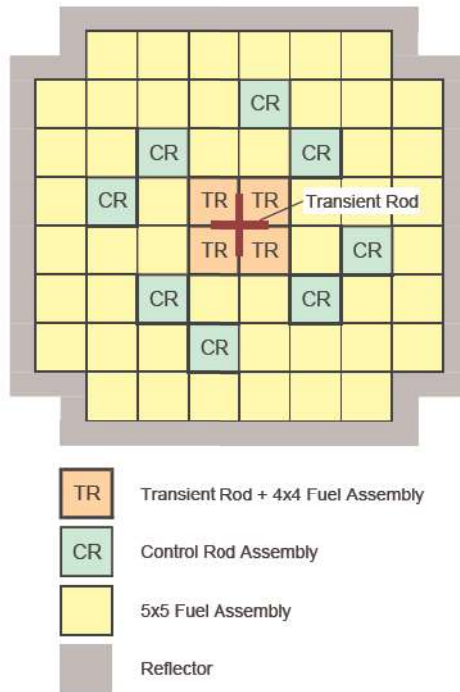 CR
CR CR
CR TR TR Transient Rod
TR TR CR
CR CR
CR
TR Transient Rod + 4x4 Fuel Assembly
CR Control Rod Assembly
5x5 Fuel Assembly
Reflector